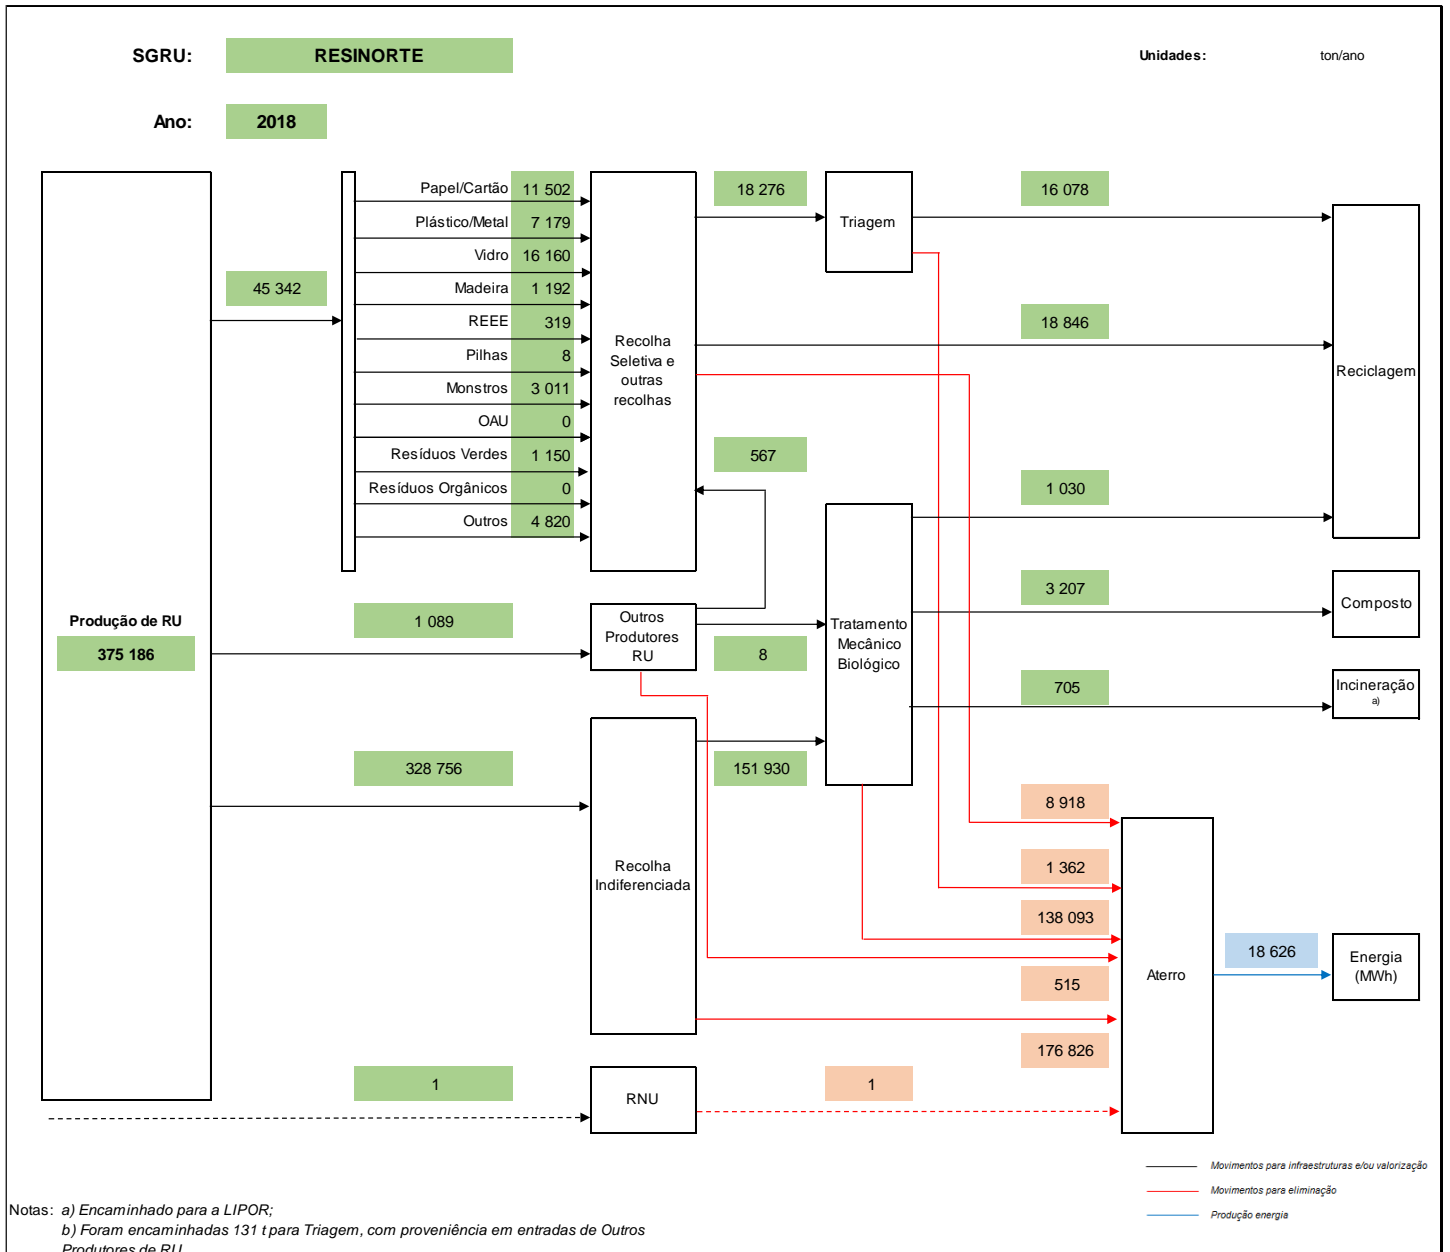 SGRU: RESINORTE Unidades: ton/ano
Ano: 2018
Papel/Cartão 11 502
Plástico/Metal 7 179
Vidro 16 160
Madeira 1 192
REEE 319
Pilhas 8
Monstros 3 011
OAU 0
Resíduos Verdes 1 150
Resíduos Orgânicos 0
Outros 4 820
45 342
Recolha
Seletiva e
outras
recolhas
18 276
Triagem
16 078
18 846
Reciclagem
567
1 030
Produção de RU
375 186
1 089
Outros
Produtores
RU
8
Tratamento
Mecânico
Biológico
3 207
Composto
705
Incineração
a)
328 756
151 930
Recolha
Indiferenciada
8 918
1 362
138 093
515
176 826
Aterro
18 626
Energia
(MWh)
1
RNU
1
Movimentos para infraestruturas e/ou valorização
Movimentos para eliminação
Produção energia
Notas: a) Encaminhado para a LIPOR;
b) Foram encaminhadas 131 t para Triagem, com proveniência em entradas de Outros
Produtores de RU